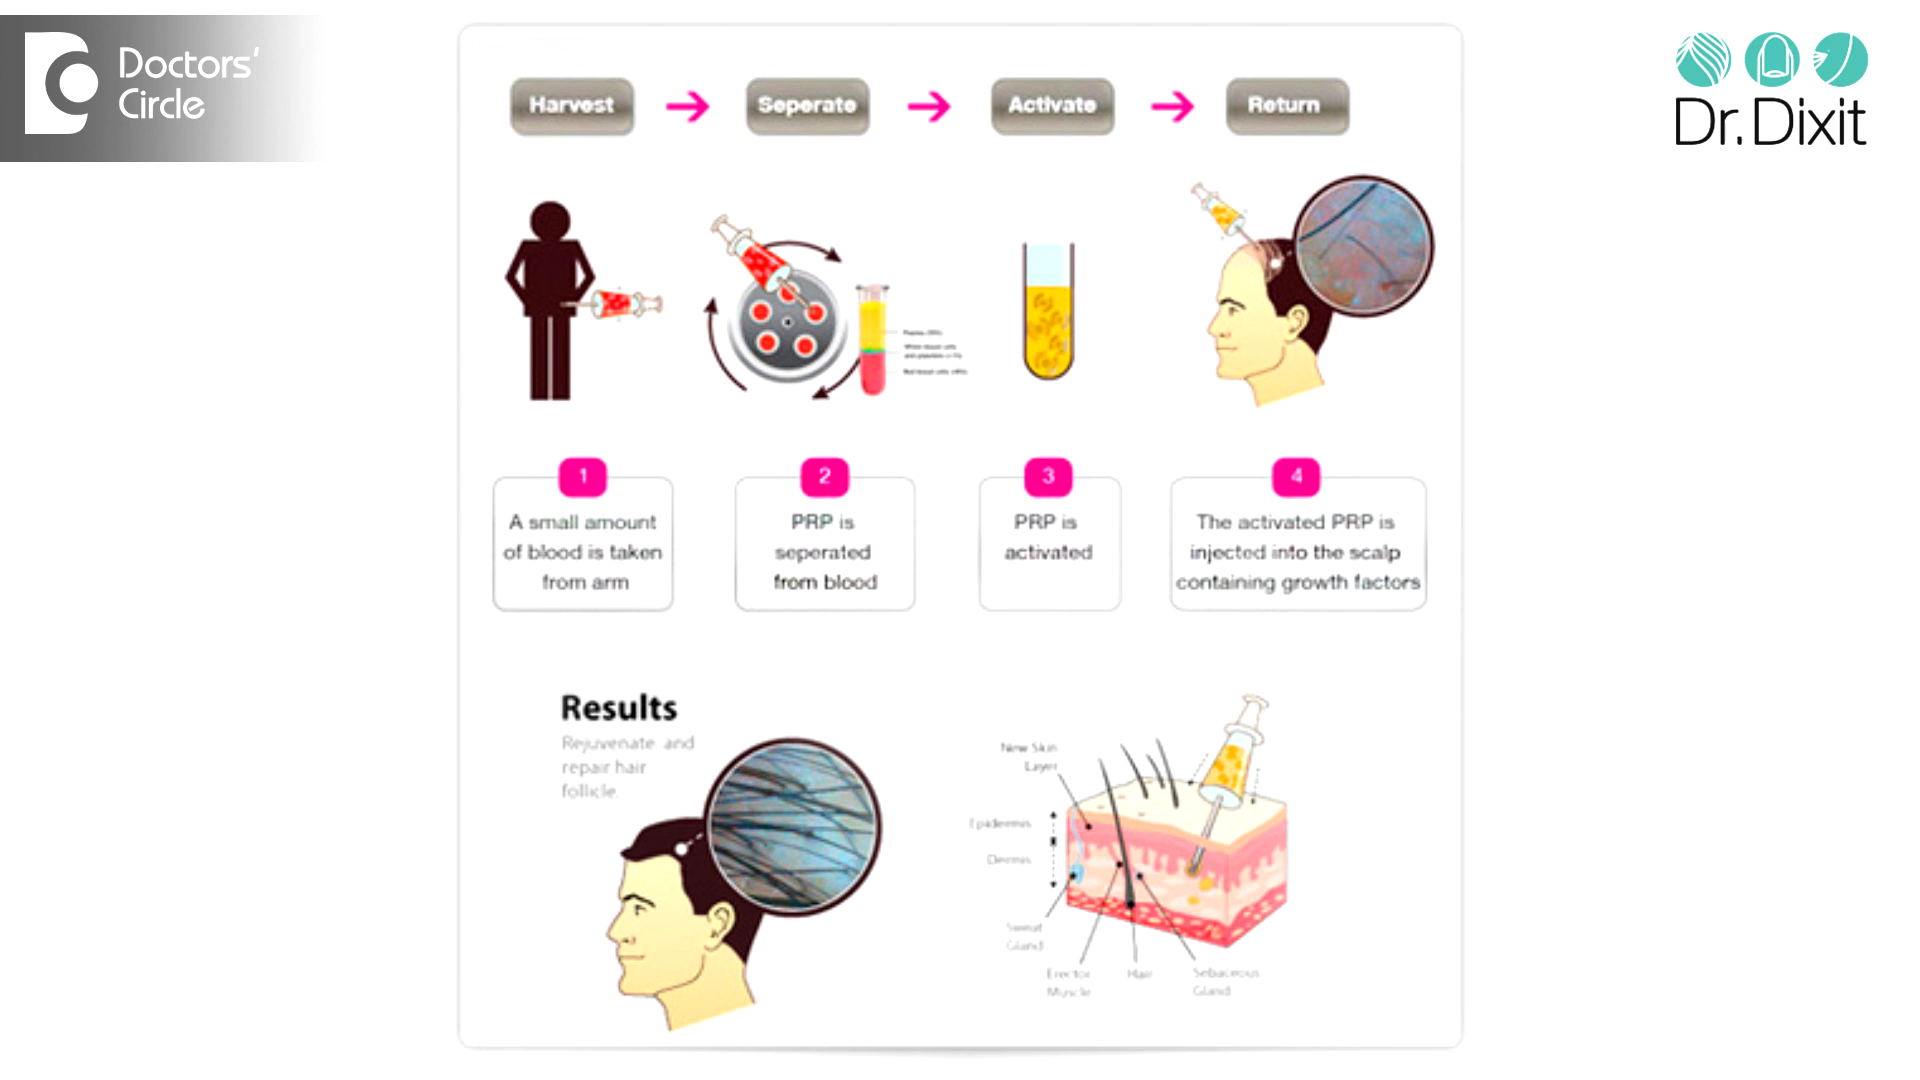 Doctors'
Circle
Dr. Dixit
Harvest
Seperate
Activate
Return
1
A small amount
of blood is taken
from arm
2
PRP is
seperated
from blood
3
PRP is
activated
4
The activated PRP is
injected into the scalp
containing growth factors
Results
Rejuvenate and
repair hair
follicle.
New Skin
Layer
Epidermis
Dermis
Sweat
Gland
Erector
Muscle
Hair
Sebaceous
Gland